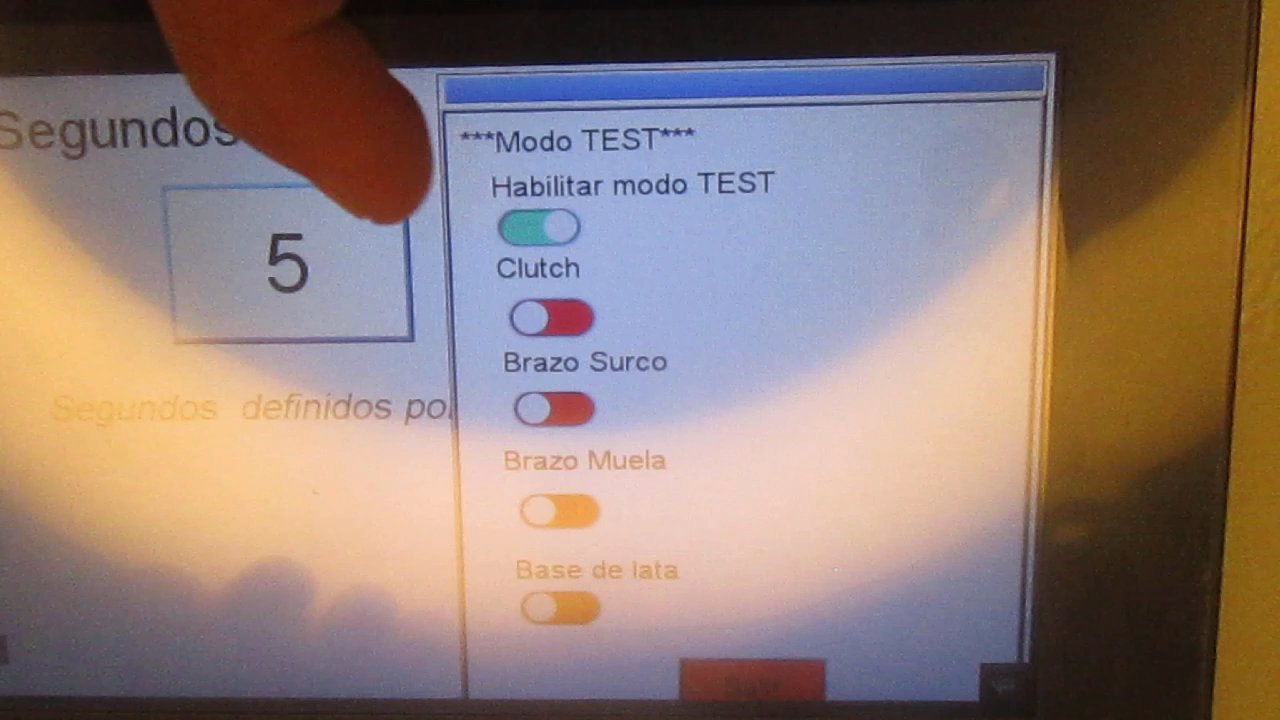 Segundos
5
Segundos definidos po
***Modo TEST***
Habilitar modo TEST
Clutch
Brazo Surco
Brazo Muela
Base de lata